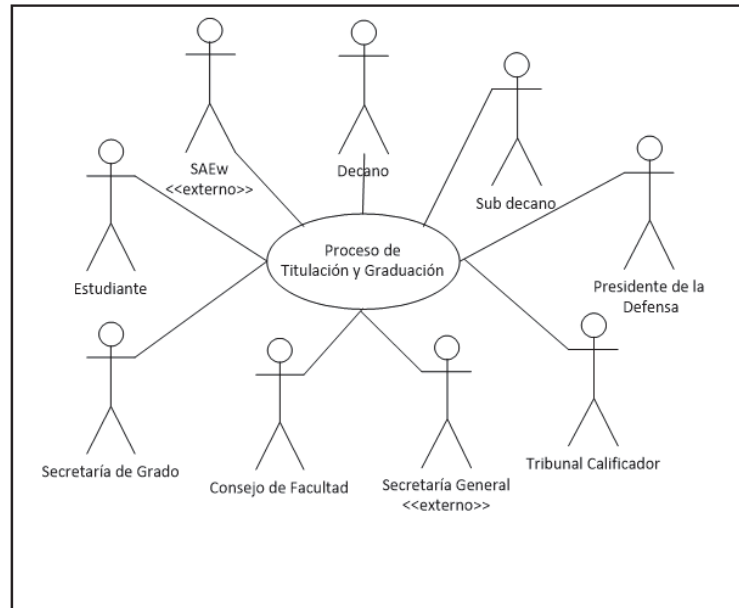 SAEw
<<externo>>
Decano
Sub decano
Estudiante
Proceso de
Titulación y Graduación
Presidente de la
Defensa
Secretaría de Grado
Consejo de Facultad
Secretaría General
<<externo>>
Tribunal Calificador